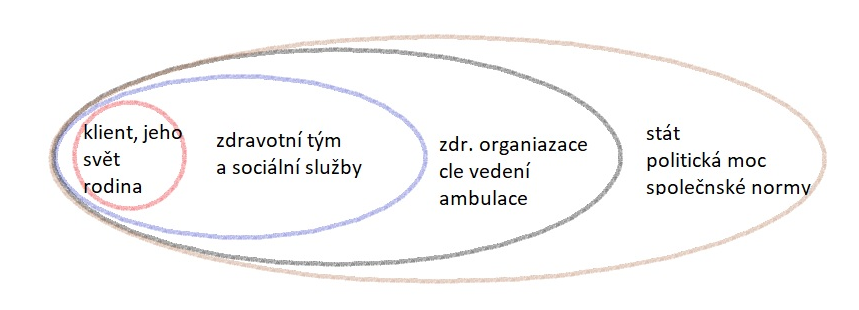 klient, jeho
svět
rodina
zdravotní tým
a sociální služby
zdr. organiazace
cle vedení
ambulace
stát
politická moc
společnské normy